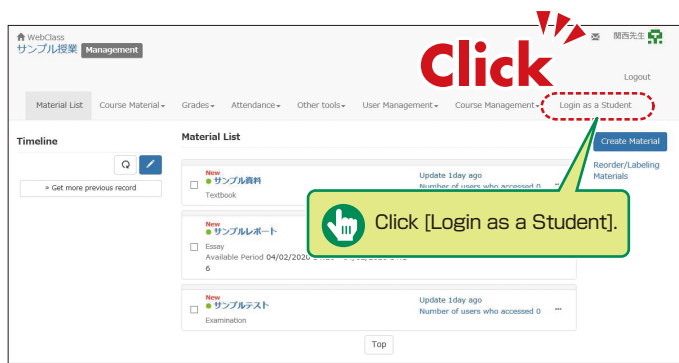 WebClass
サンプル授業 Management
関西先生
Click
Logout
Material List Course Material Grades Attendance Other tools User Management Course Management Login as a Student
Timeline
Material List
Create Material
Reorder/Labeling
Materials
» Get more previous record
New
サンプル資料
Textbook
Update 1day ago
Number of users who accessed 0 ...
Click [Login as a Student].
New
サンプルレポート
Essay
Available Period 04/02/2020
6
New
サンプルテスト
Examination
Update 1day ago
Number of users who accessed 0 ...
Top